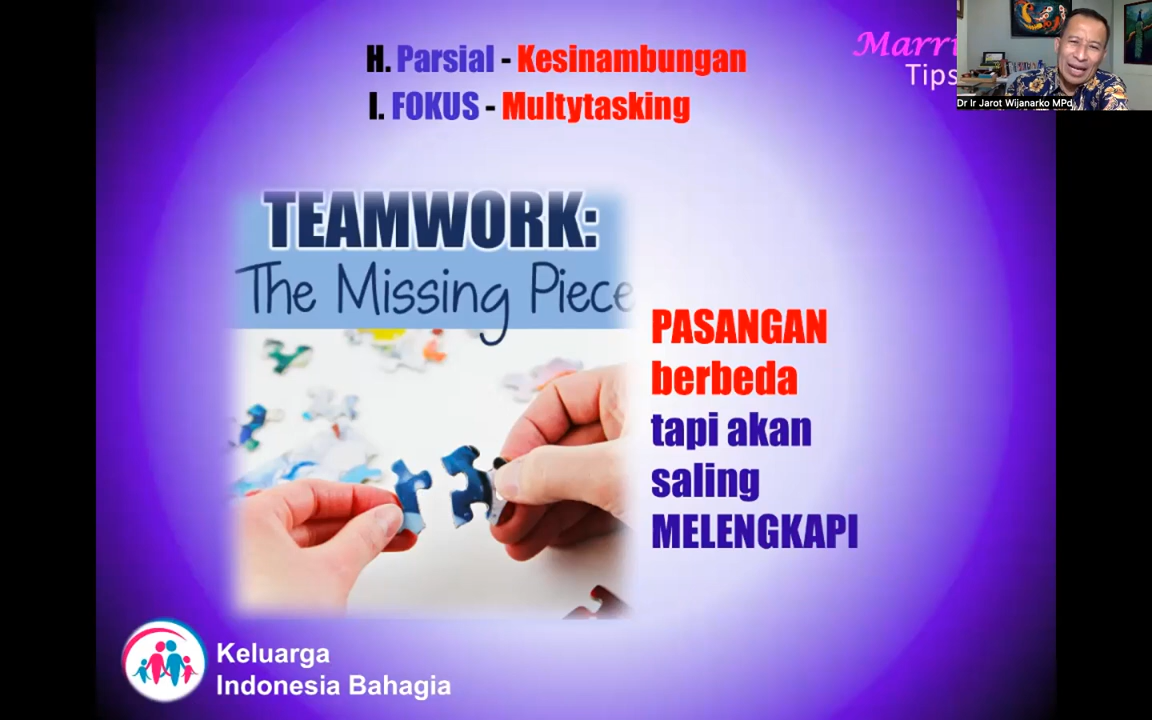 H. Parsial - Kesinambungan
I. FOKUS - Multytasking
Tips
Dr Ir Jarot Wijanarko MPd
TEAMWORK:
The Missing Piece
PASANGAN
berbeda
tapi akan
saling
MELENGKAPI
Keluarga
Indonesia Bahagia